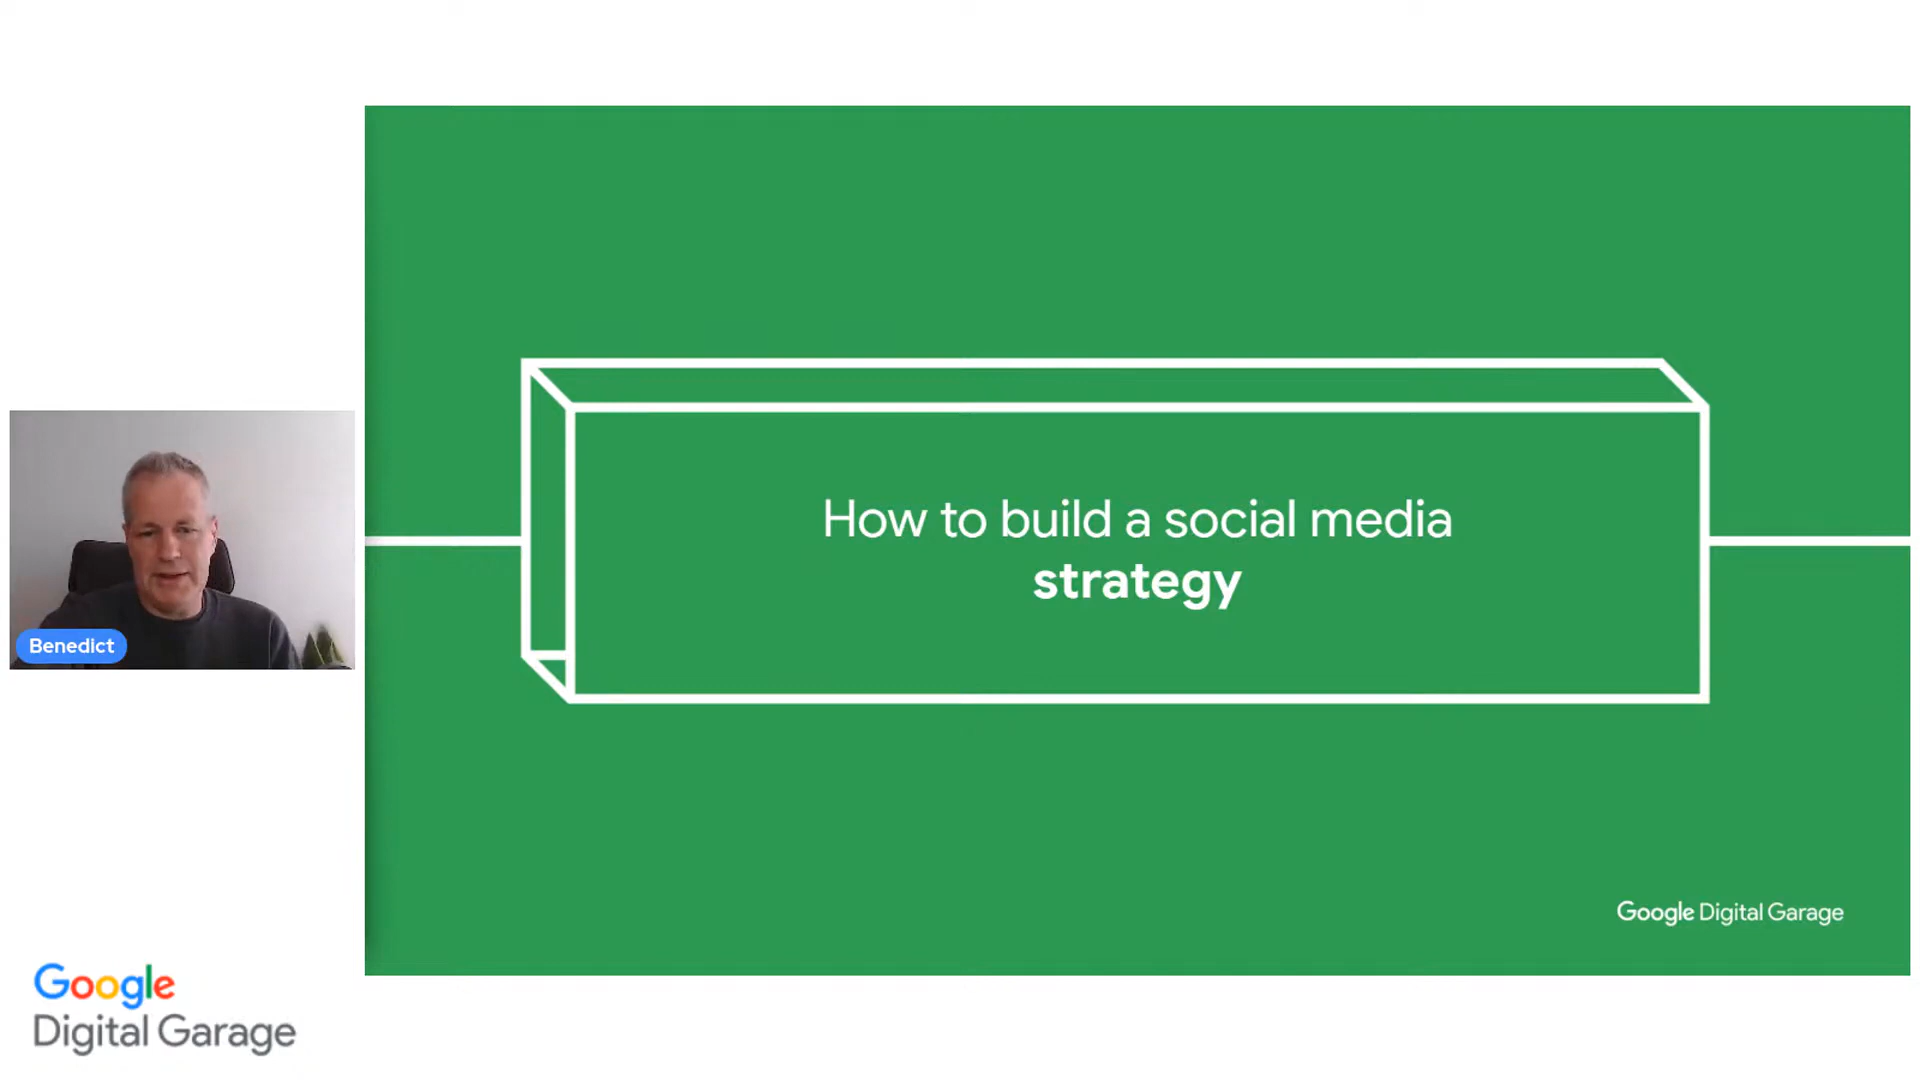 How to build a social media
strategy
Benedict
Google Digital Garage
Google
Digital Garage